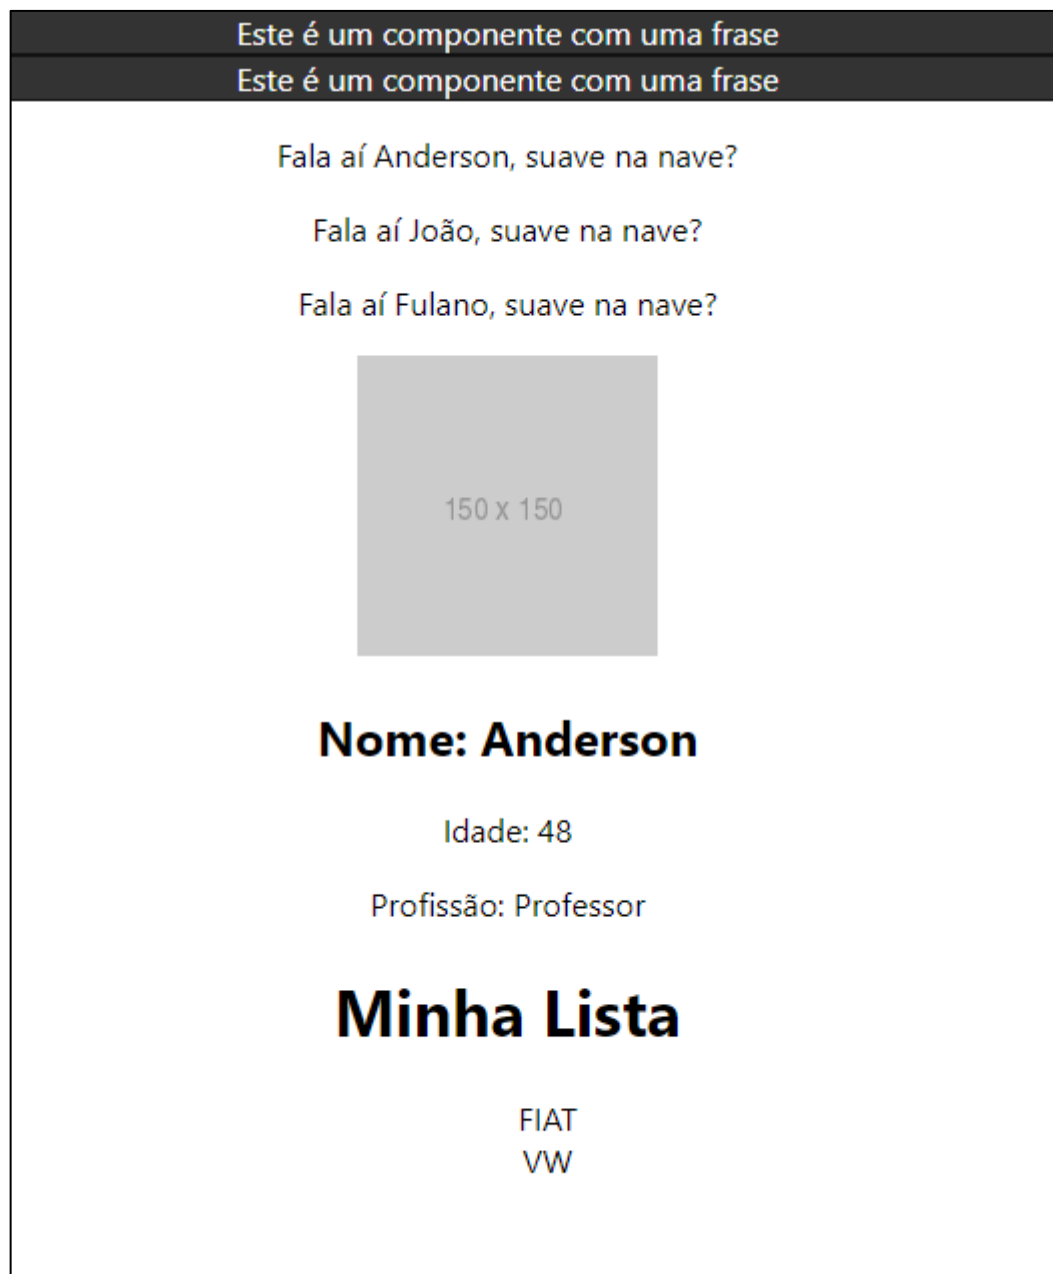 Este é um componente com uma frase
Este é um componente com uma frase
Fala aí Anderson, suave na nave?
Fala aí João, suave na nave?
Fala aí Fulano, suave na nave?
150 x 150
Nome: Anderson
Idade: 48
Profissão: Professor
Minha Lista
FIAT
VW